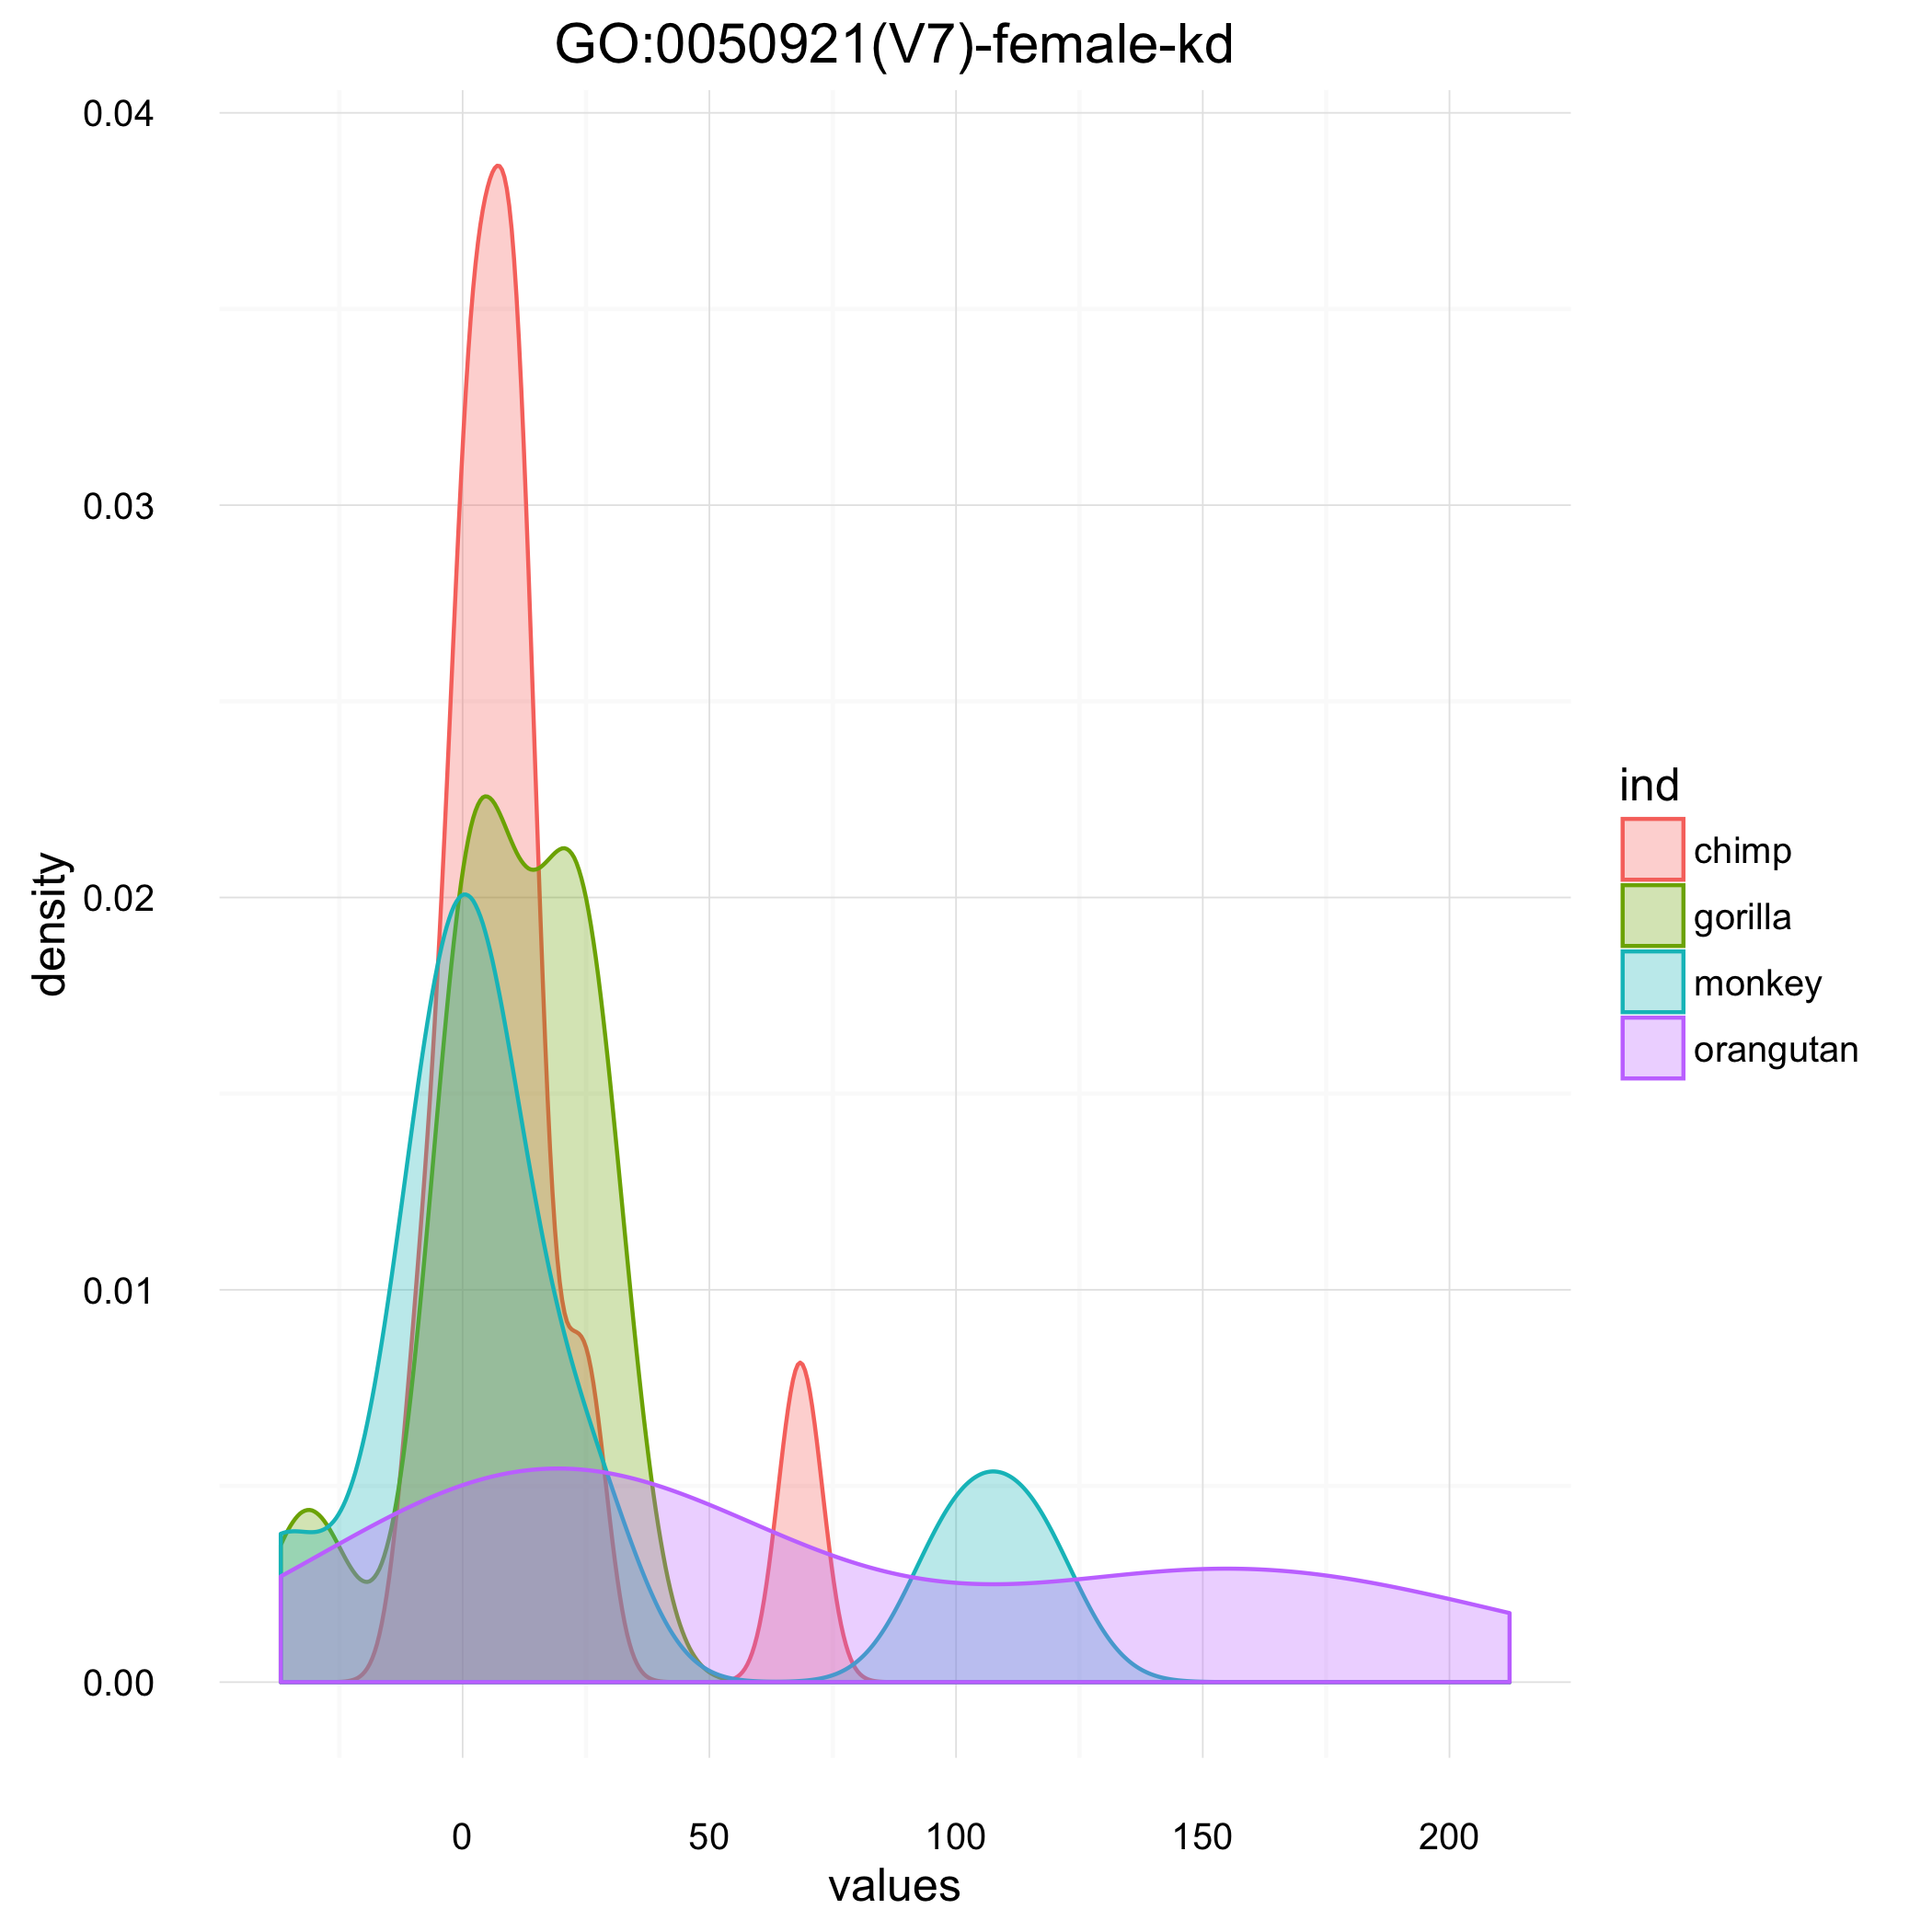 GO:0050921(V7)-female-kd
0.04
0.03
0.02
0.01
0.00
density
0 50 100 150 200
values
ind
chimp
gorilla
monkey
orangutan